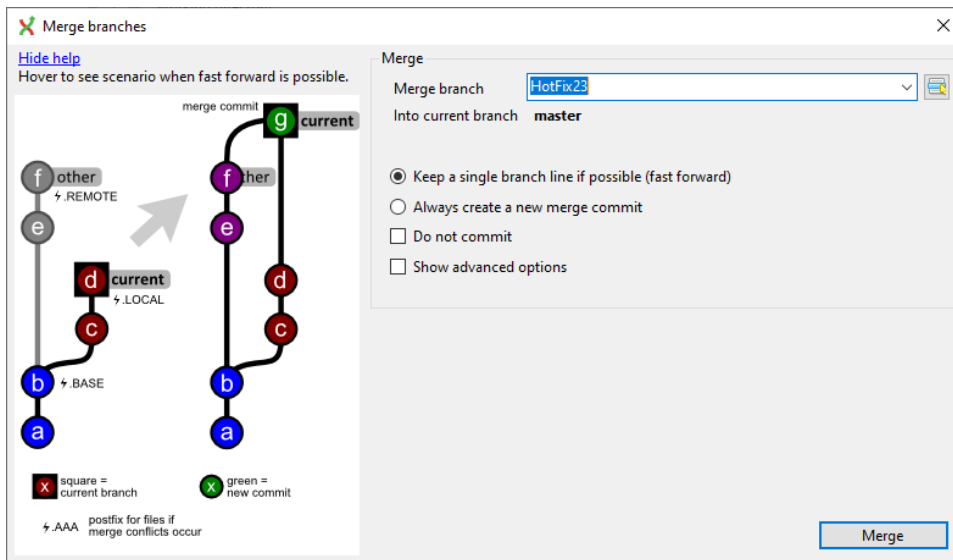 Merge branches
Hide help
Hover to see scenario when fast forward is possible.
merge commit
g current
f other
.REMOTE
e
d current
.LOCAL
c
b .BASE
a
f ther
e
d
c
b
a
x square =
current branch
x green =
new commit
.AAA postfix for files if
merge conflicts occur
Merge
Merge branch HotFix23
Into current branch master
Keep a single branch line if possible (fast forward)
Always create a new merge commit
Do not commit
Show advanced options
Merge